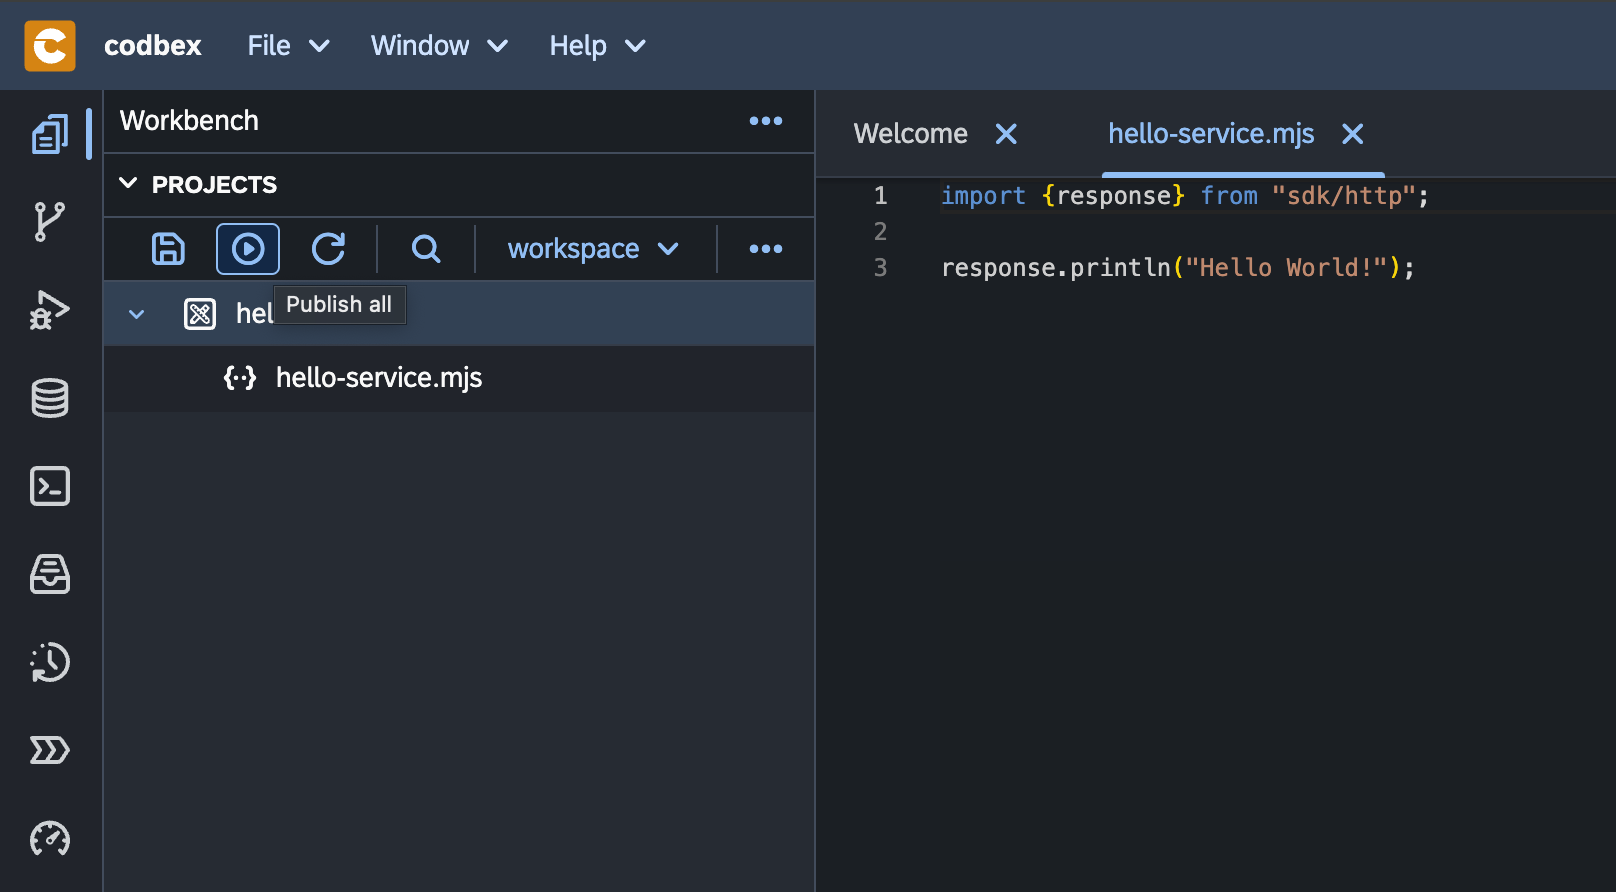 codbex File Window Help
Workbench
PROJECTS
workspace
Publish all
hello-service.mjs
Welcome hello-service.mjs
1 import {response} from "sdk/http";
2
3 response.println("Hello World!");